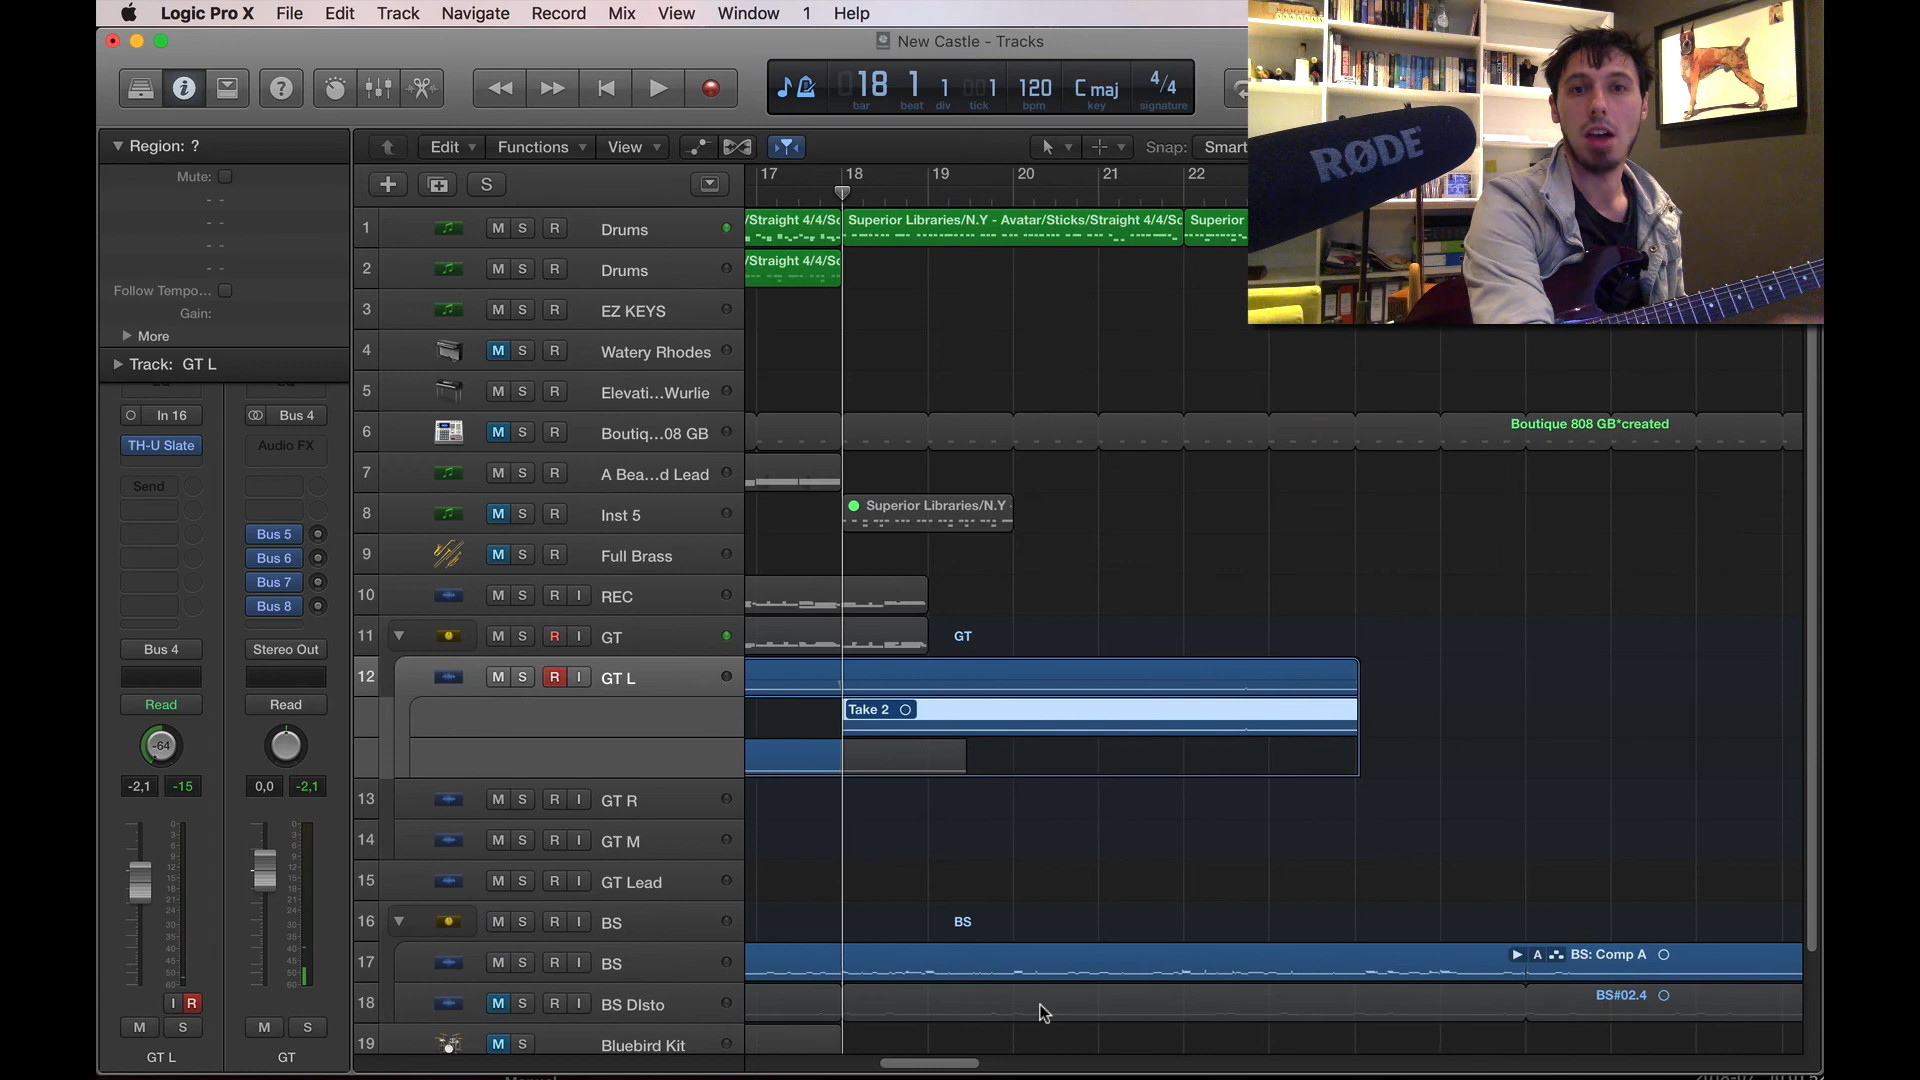 Logic Pro X File Edit Track Navigate Record Mix View Window 1 Help
New Castle - Tracks
18 1 1 001 120 C maj 4/4
bar beat div tick bpm key signature
RØDE
Region: ?
Edit Functions View Snap: Smart
Mute:
17 18 19 20 21 22
S
Follow Tempo...
Gain:
More
Track: GT L
In 16 Bus 4
TH-U Slate Audio FX
Send
Bus 5
Bus 6
Bus 7
Bus 8
Bus 4 Stereo Out
Read Read
-64
-2,1 -15 0,0 -2,1
I R
M S M S
GT L GT
1 M S R Drums
/Straight 4/4/Sc Superior Libraries/N.Y - Avatar/Sticks/Straight 4/4/Sc Superior
2 M S R Drums
/Straight 4/4/Sc
3 M S R EZ KEYS
4 M S R Watery Rhodes
5 M S R Elevati...Wurlie
6 M S R Boutiq...08 GB
Boutique 808 GB*created
7 M S R A Bea...d Lead
8 M S R Inst 5
Superior Libraries/N.Y
9 M S R Full Brass
10 M S R I REC
11 M S R I GT
GT
12 M S R I GT L
Take 2
13 M S R I GT R
14 M S R I GT M
15 M S R I GT Lead
16 M S R I BS
BS
17 M S R I BS
A BS: Comp A
18 M S R I BS DIsto
BS#02.4
19 M S Bluebird Kit